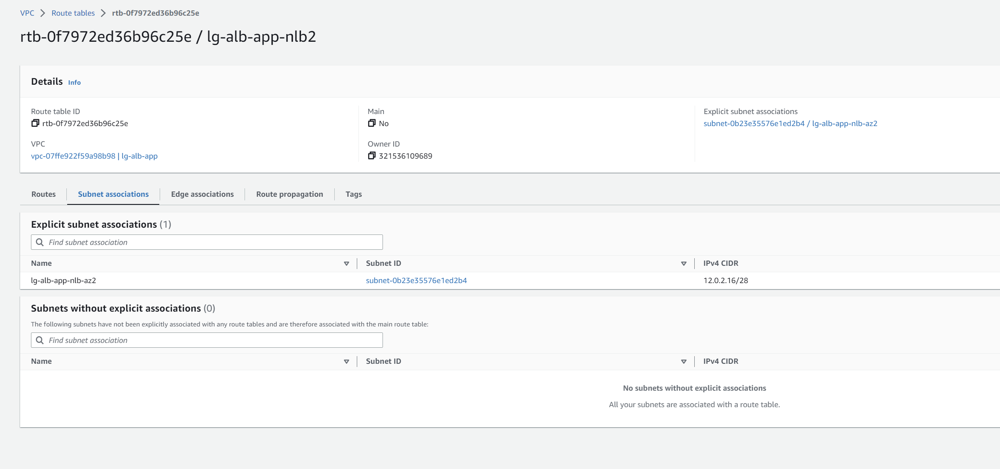 VPC > Route tables > rtb-0f7972ed36b96c25e
rtb-0f7972ed36b96c25e / lg-alb-app-nlb2
Details Info
Route table ID
rtb-0f7972ed36b96c25e
Main
No
Explicit subnet associations
subnet-0b23e35576e1ed2b4 / lg-alb-app-nlb-az2
VPC
vpc-07ffe922f59a98b98 | lg-alb-app
Owner ID
321536109689
Routes Subnet associations Edge associations Route propagation Tags
Explicit subnet associations (1)
Find subnet association
Name Subnet ID IPv4 CIDR
lg-alb-app-nlb-az2 subnet-0b23e35576e1ed2b4 12.0.2.16/28
Subnets without explicit associations (0)
The following subnets have not been explicitly associated with any route tables and are therefore associated with the main route table:
Find subnet association
Name Subnet ID IPv4 CIDR
No subnets without explicit associations
All your subnets are associated with a route table.